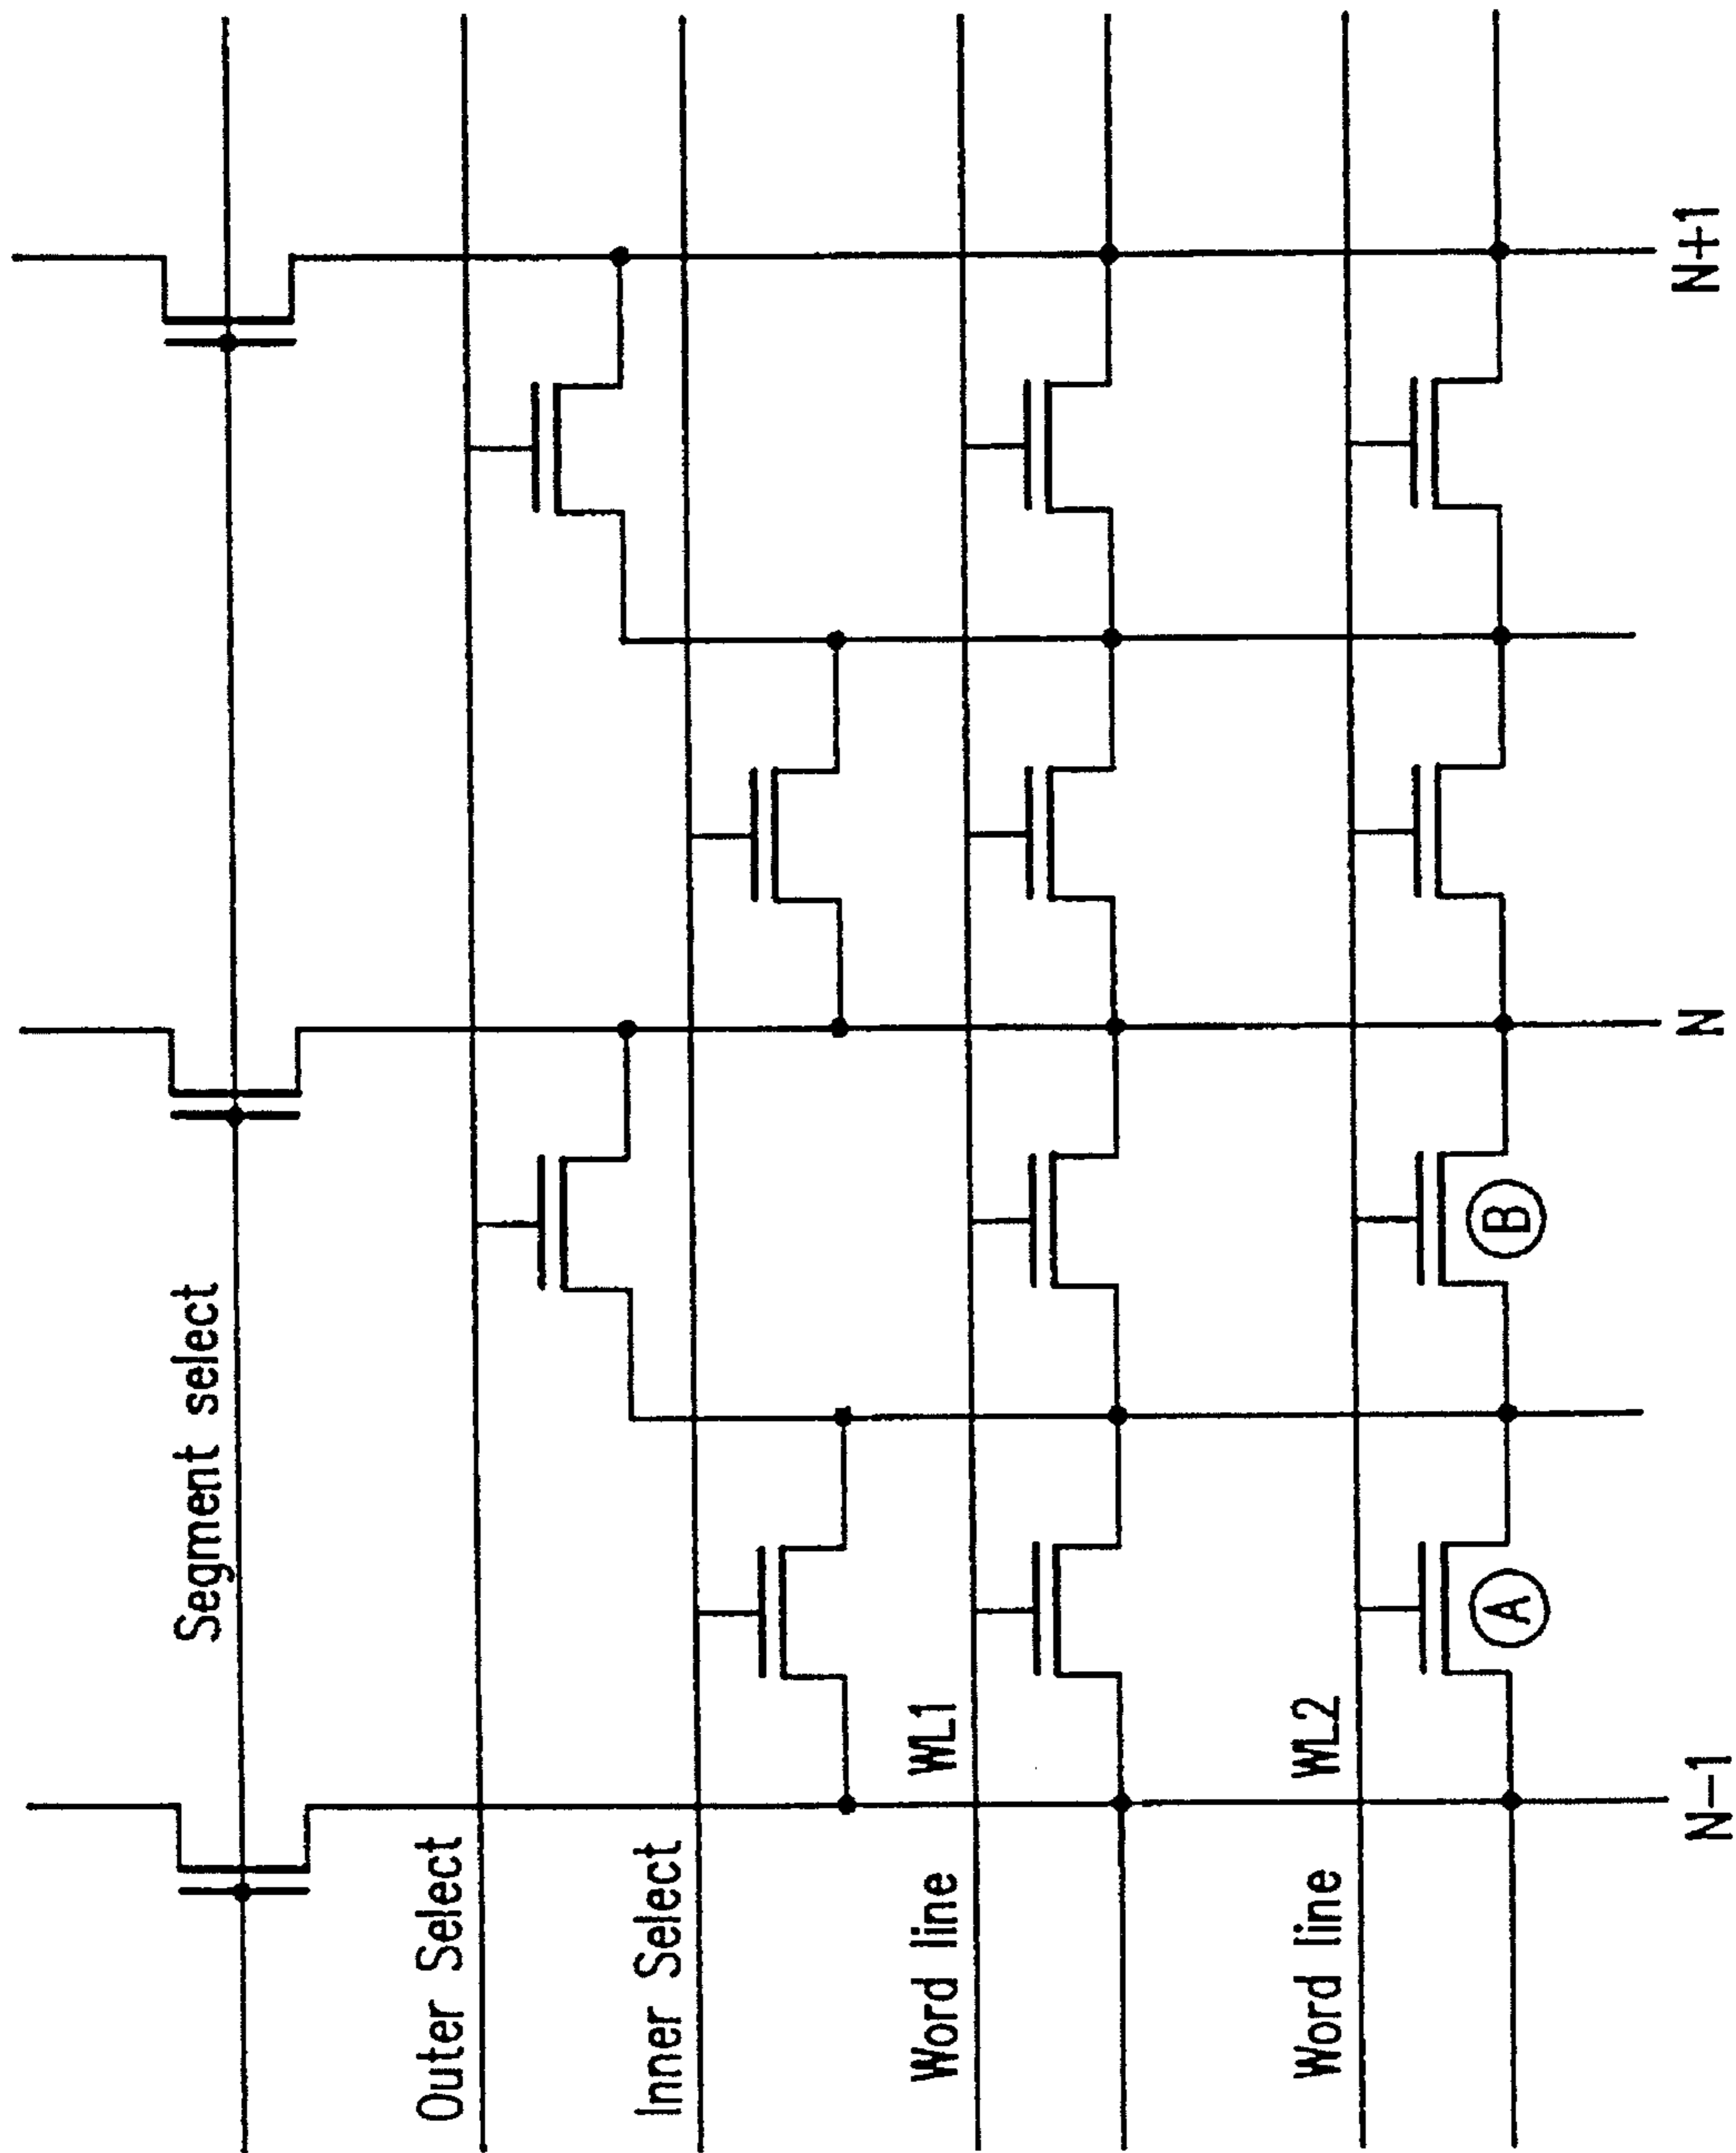 Segment select
Outer Select
Inner Select
WL1
Word line
WL2
Word line
A
B
N-1
N
N+1